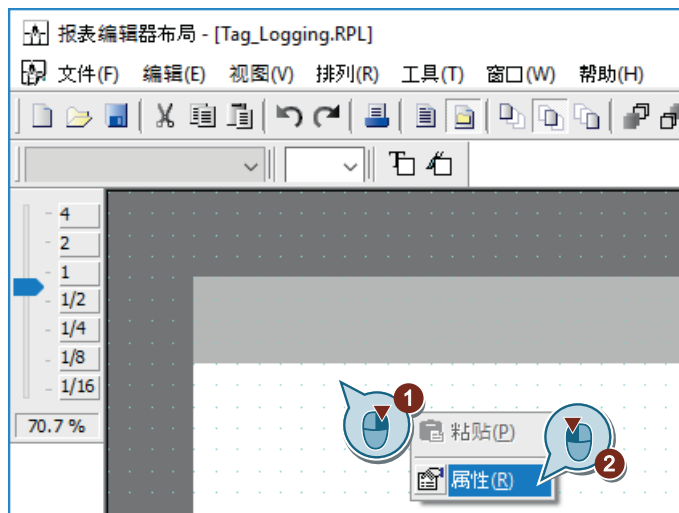 报表编辑器布局 - [Tag_Logging.RPL]
文件(F) 编辑(E) 视图(V) 排列(R) 工具(T) 窗口(W) 帮助(H)
4
2
1
1/2
1/4
1/8
1/16
70.7 %
1
粘贴(P)
属性(R)
2